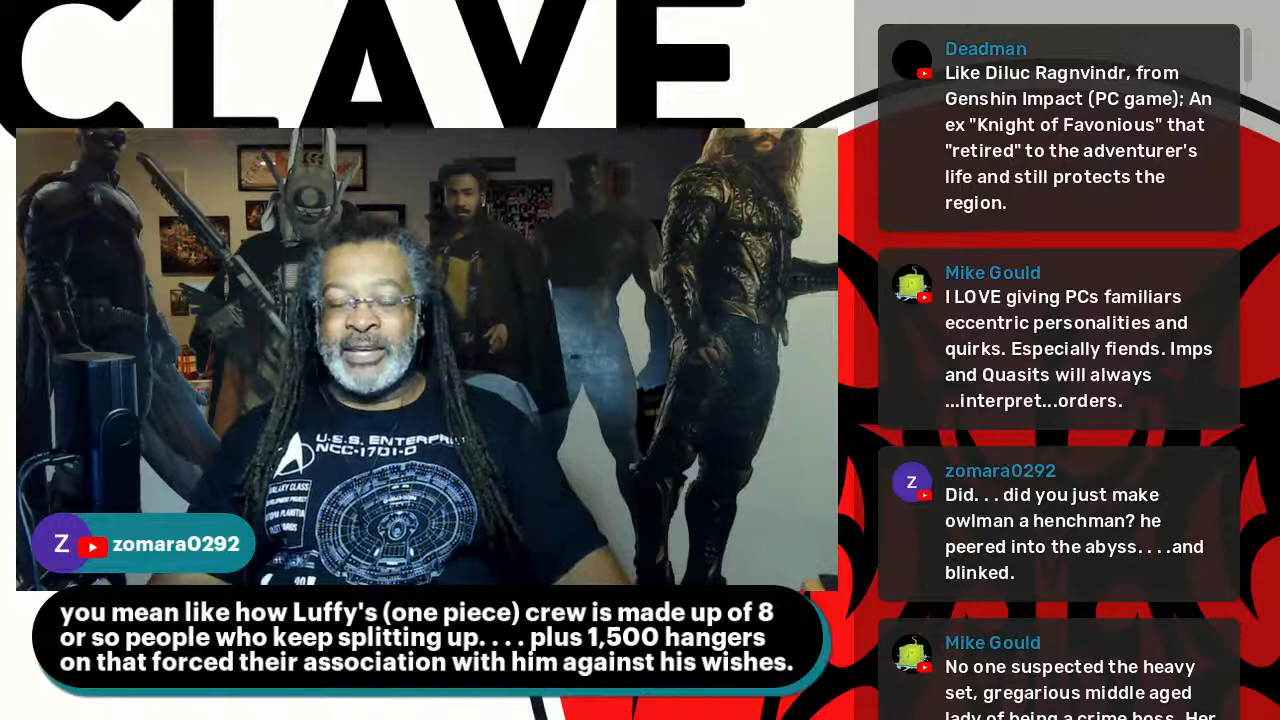 CLAVE
Deadman
Like Diluc Ragnvindr, from
Genshin Impact (PC game); An
ex "Knight of Favonious" that
"retired" to the adventurer's
life and still protects the
region.
Mike Gould
I LOVE giving PCs familiars
eccentric personalities and
quirks. Especially fiends. Imps
and Quasits will always
...interpret...orders.
Z
zomara0292
Did. . . did you just make
owlman a henchman? he
peered into the abyss. . . .and
blinked.
Mike Gould
No one suspected the heavy
set, gregarious middle aged
lady of being a crime boss. Her
U.S.S. ENTERPRI
NCC-1701-D
GALAXY CLASS
Z zomara0292
you mean like how Luffy's (one piece) crew is made up of 8
or so people who keep splitting up. . . . plus 1,500 hangers
on that forced their association with him against his wishes.